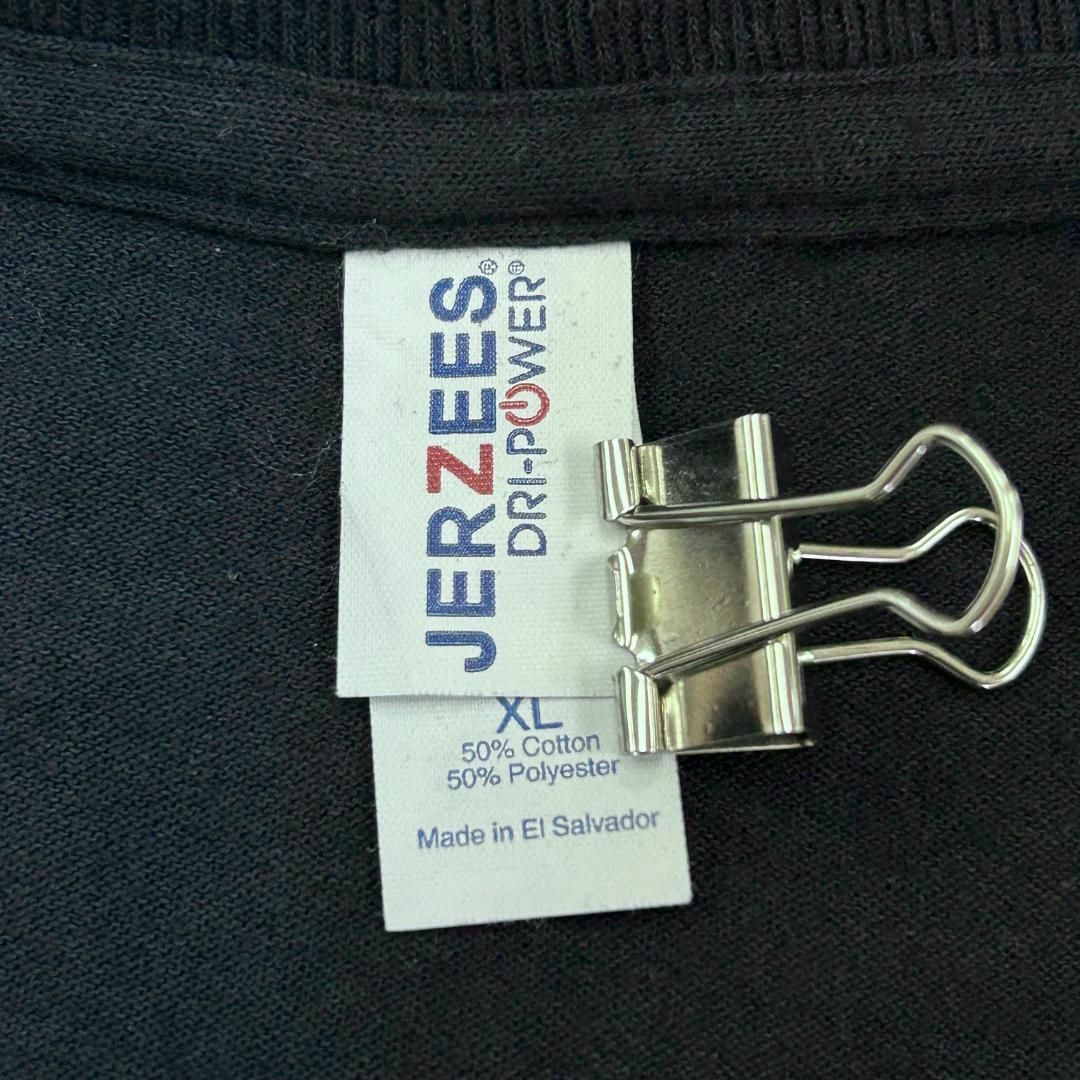 JERZEES®
DRI-POWER®
XL
50% Cotton
50% Polyester
Made in El Salvador